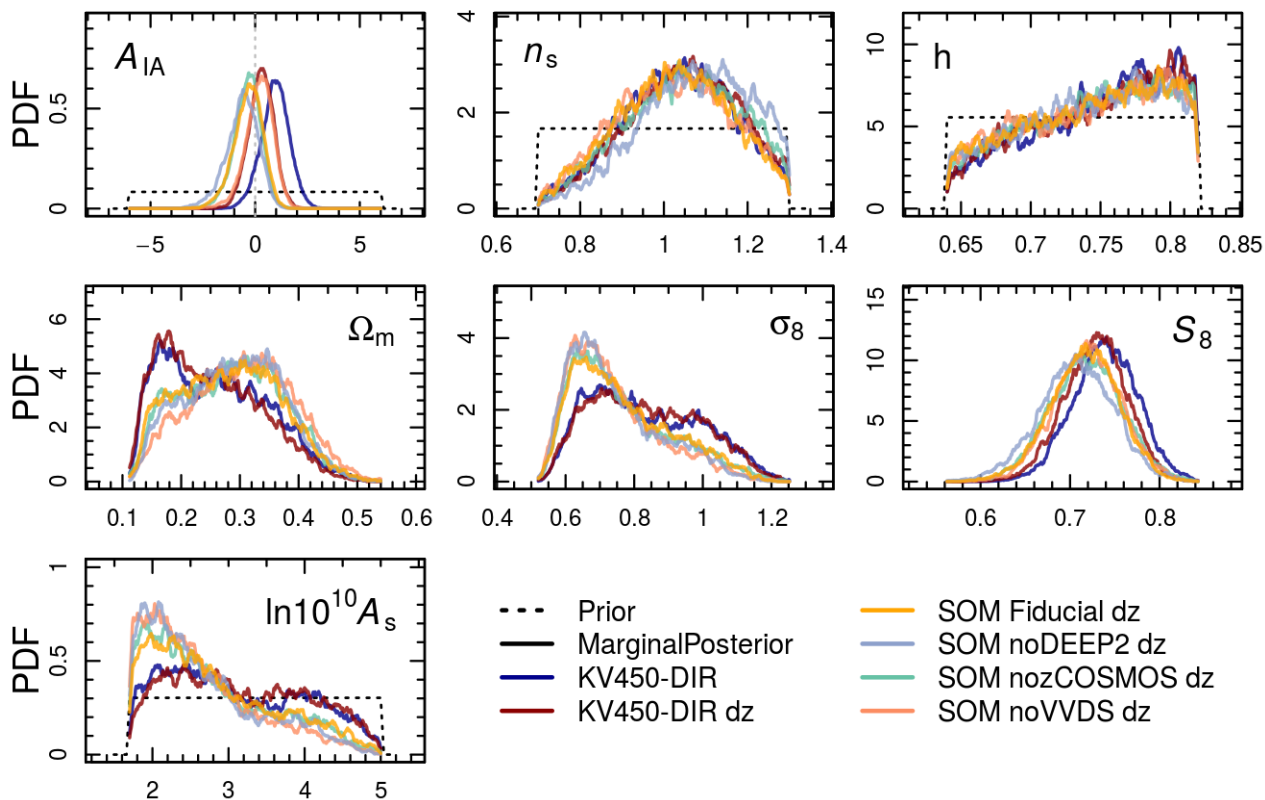 PDF
0 0.5
A_IA
−5 0 5
0 2 4
n_s
0.6 0.8 1 1.2 1.4
0 5 10
h
0.65 0.7 0.75 0.8 0.85
PDF
0 2 4 6
Ω_m
0.1 0.2 0.3 0.4 0.5 0.6
0 2 4
σ_8
0.4 0.6 0.8 1 1.2
0 5 10 15
S_8
0.6 0.7 0.8
PDF
0 0.5 1
ln10^10A_s
2 3 4 5
Prior
MarginalPosterior
KV450-DIR
KV450-DIR dz
SOM Fiducial dz
SOM noDEEP2 dz
SOM nozCOSMOS dz
SOM noVVDS dz